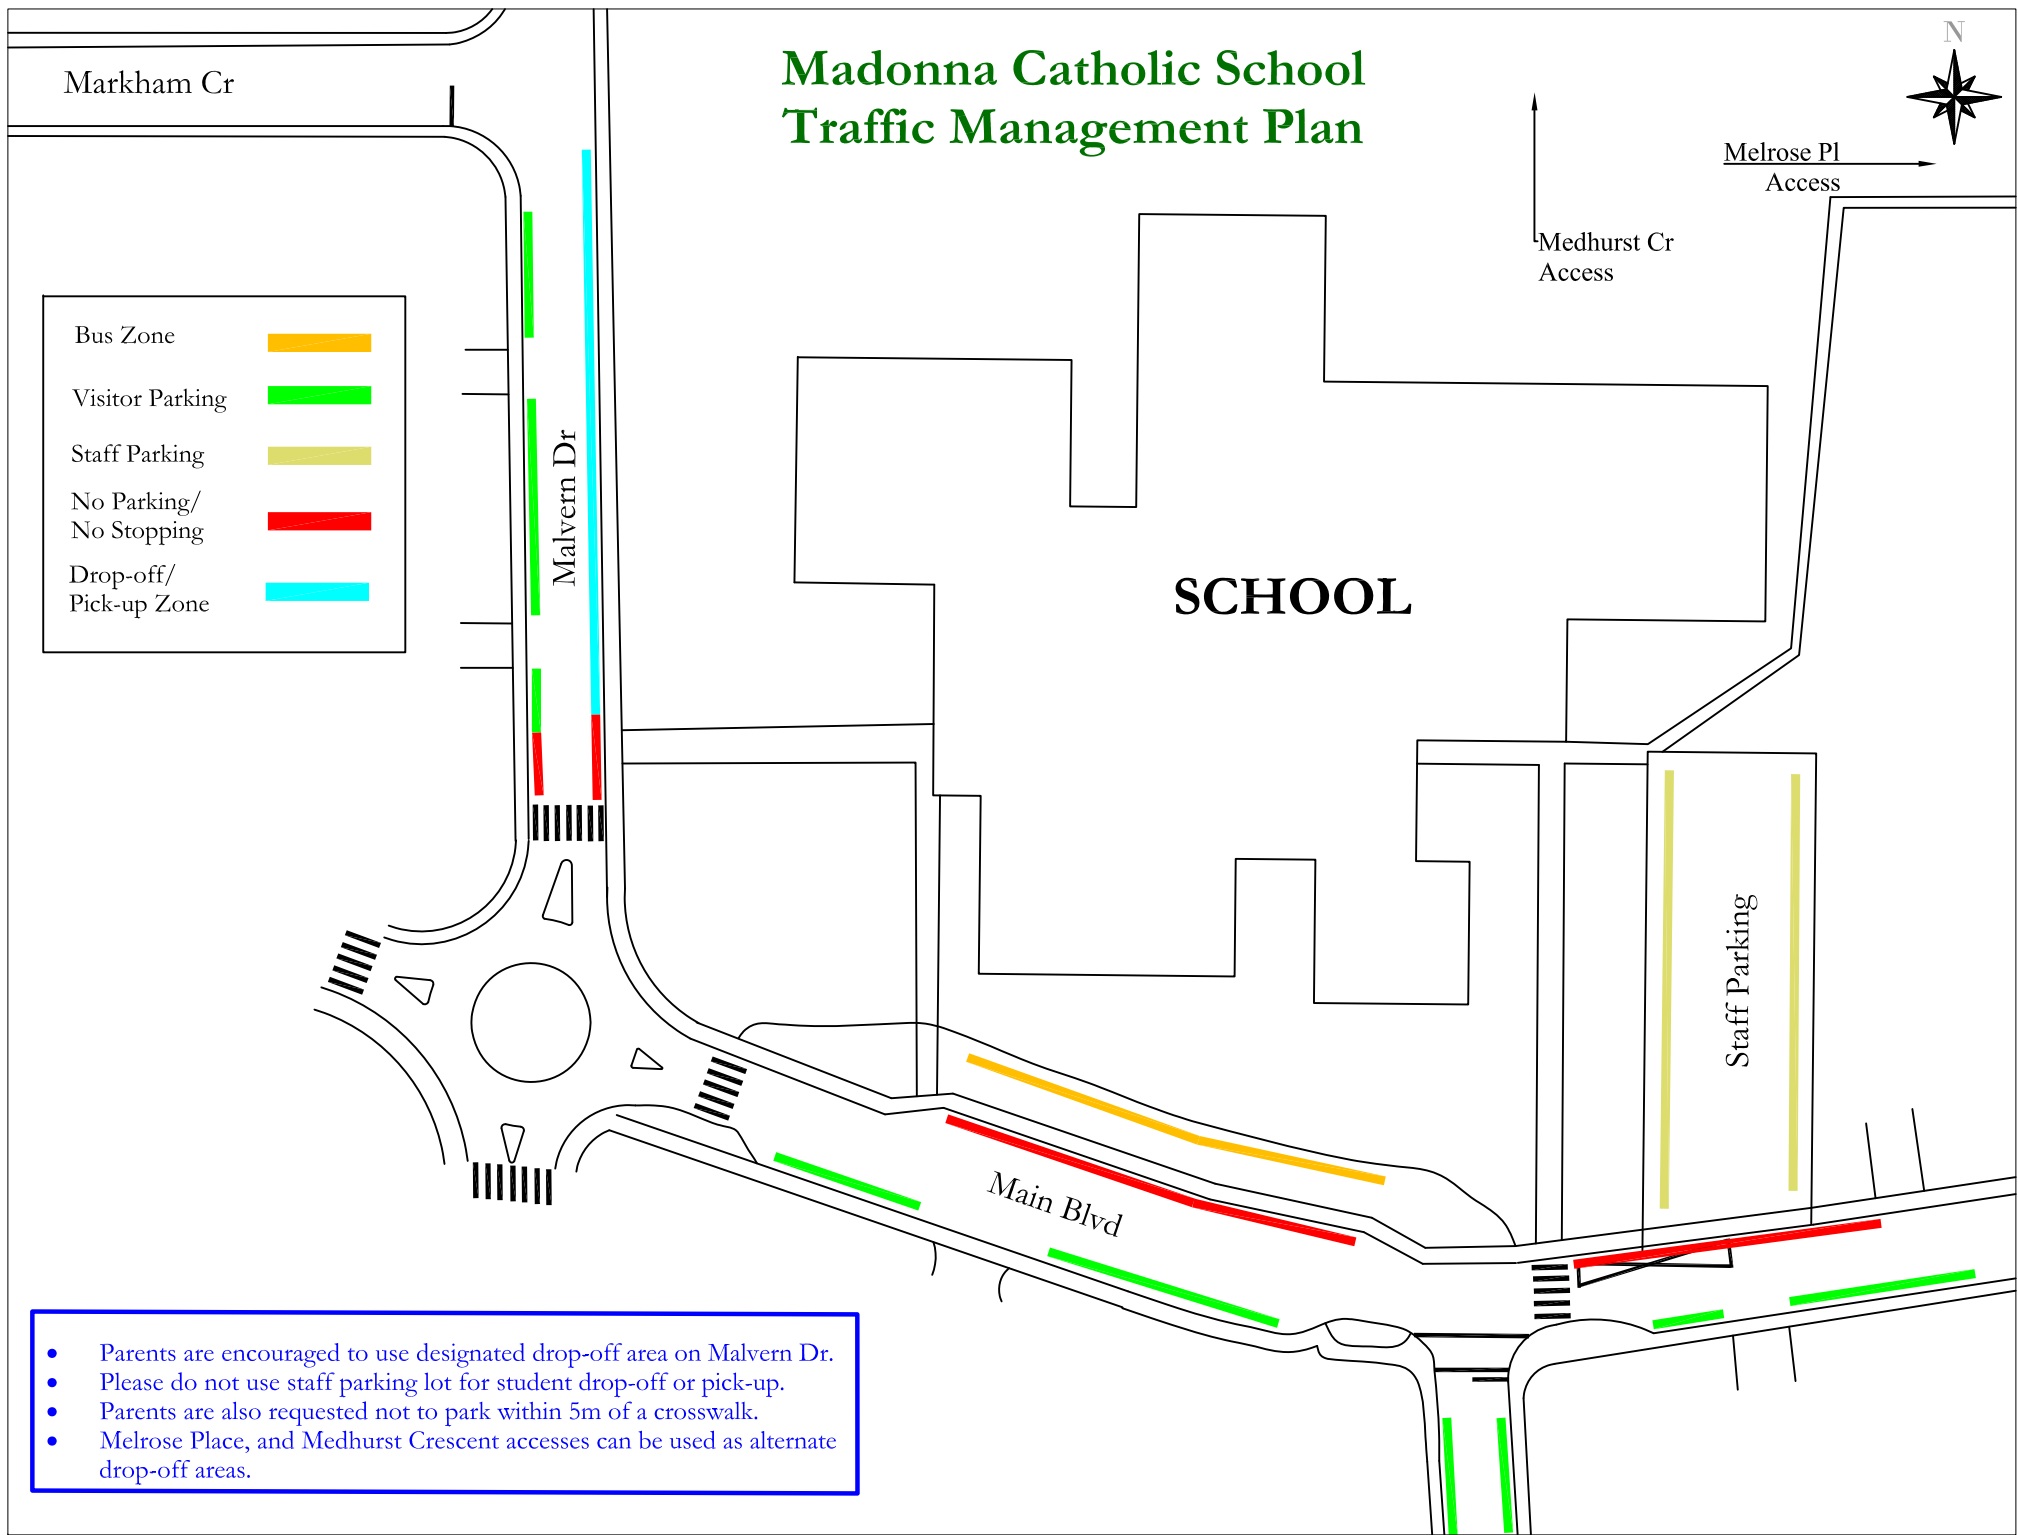 Madonna Catholic School
Traffic Management Plan
N
Markham Cr
Melrose Pl
Access
Medhurst Cr
Access
Bus Zone
Visitor Parking
Staff Parking
No Parking/
No Stopping
Drop-off/
Pick-up Zone
Malvern Dr
SCHOOL
Staff Parking
Main Blvd
• Parents are encouraged to use designated drop-off area on Malvern Dr.
• Please do not use staff parking lot for student drop-off or pick-up.
• Parents are also requested not to park within 5m of a crosswalk.
• Melrose Place, and Medhurst Crescent accesses can be used as alternate
drop-off areas.